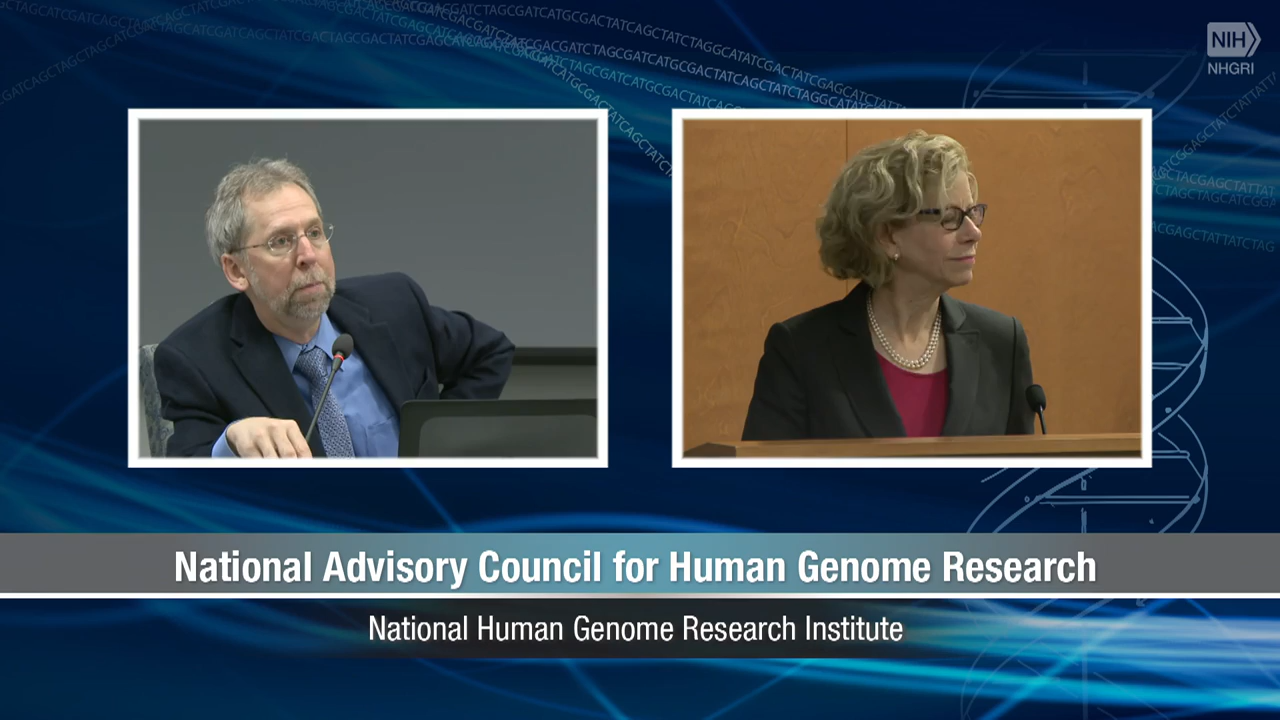 NIH
NHGRI
National Advisory Council for Human Genome Research
National Human Genome Research Institute